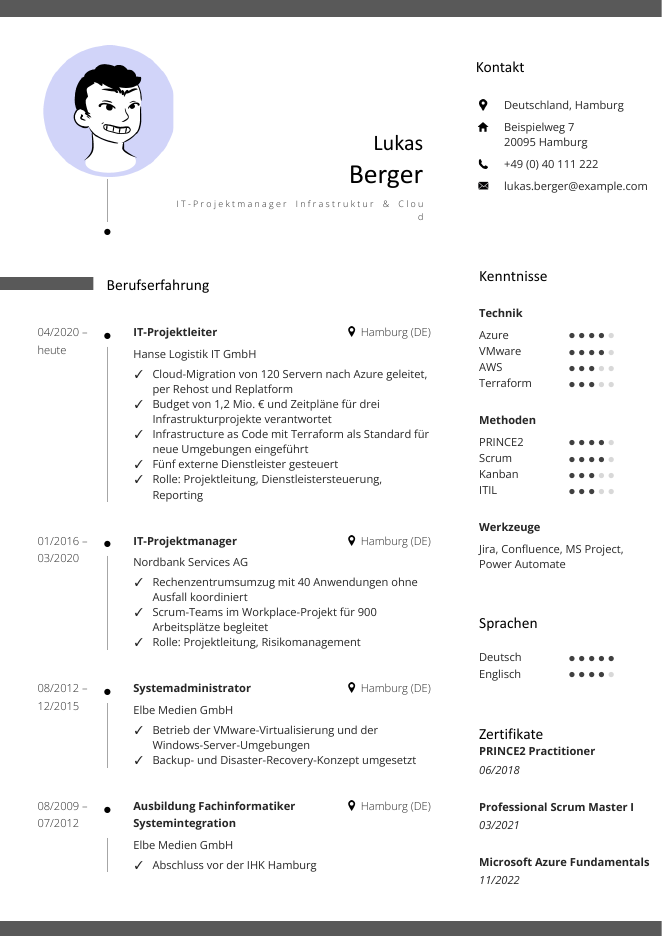 Lukas
Berger
IT-Projektmanager Infrastruktur & Clou
d
Kontakt
Deutschland, Hamburg
Beispielweg 7
20095 Hamburg
+49 (0) 40 111 222
lukas.berger@example.com
Berufserfahrung
04/2020 –
heute
IT-Projektleiter
Hamburg (DE)
Hanse Logistik IT GmbH
✓ Cloud-Migration von 120 Servern nach Azure geleitet,
per Rehost und Replatform
✓ Budget von 1,2 Mio. € und Zeitpläne für drei
Infrastrukturprojekte verantwortet
✓ Infrastructure as Code mit Terraform als Standard für
neue Umgebungen eingeführt
✓ Fünf externe Dienstleister gesteuert
✓ Rolle: Projektleitung, Dienstleistersteuerung,
Reporting
01/2016 –
03/2020
IT-Projektmanager
Hamburg (DE)
Nordbank Services AG
✓ Rechenzentrumsumzug mit 40 Anwendungen ohne
Ausfall koordiniert
✓ Scrum-Teams im Workplace-Projekt für 900
Arbeitsplätze begleitet
✓ Rolle: Projektleitung, Risikomanagement
08/2012 –
12/2015
Systemadministrator
Hamburg (DE)
Elbe Medien GmbH
✓ Betrieb der VMware-Virtualisierung und der
Windows-Server-Umgebungen
✓ Backup- und Disaster-Recovery-Konzept umgesetzt
08/2009 –
07/2012
Ausbildung Fachinformatiker
Systemintegration
Hamburg (DE)
Elbe Medien GmbH
✓ Abschluss vor der IHK Hamburg
Kenntnisse
Technik
Azure
VMware
AWS
Terraform
Methoden
PRINCE2
Scrum
Kanban
ITIL
Werkzeuge
Jira, Confluence, MS Project,
Power Automate
Sprachen
Deutsch
Englisch
Zertifikate
PRINCE2 Practitioner
06/2018
Professional Scrum Master I
03/2021
Microsoft Azure Fundamentals
11/2022